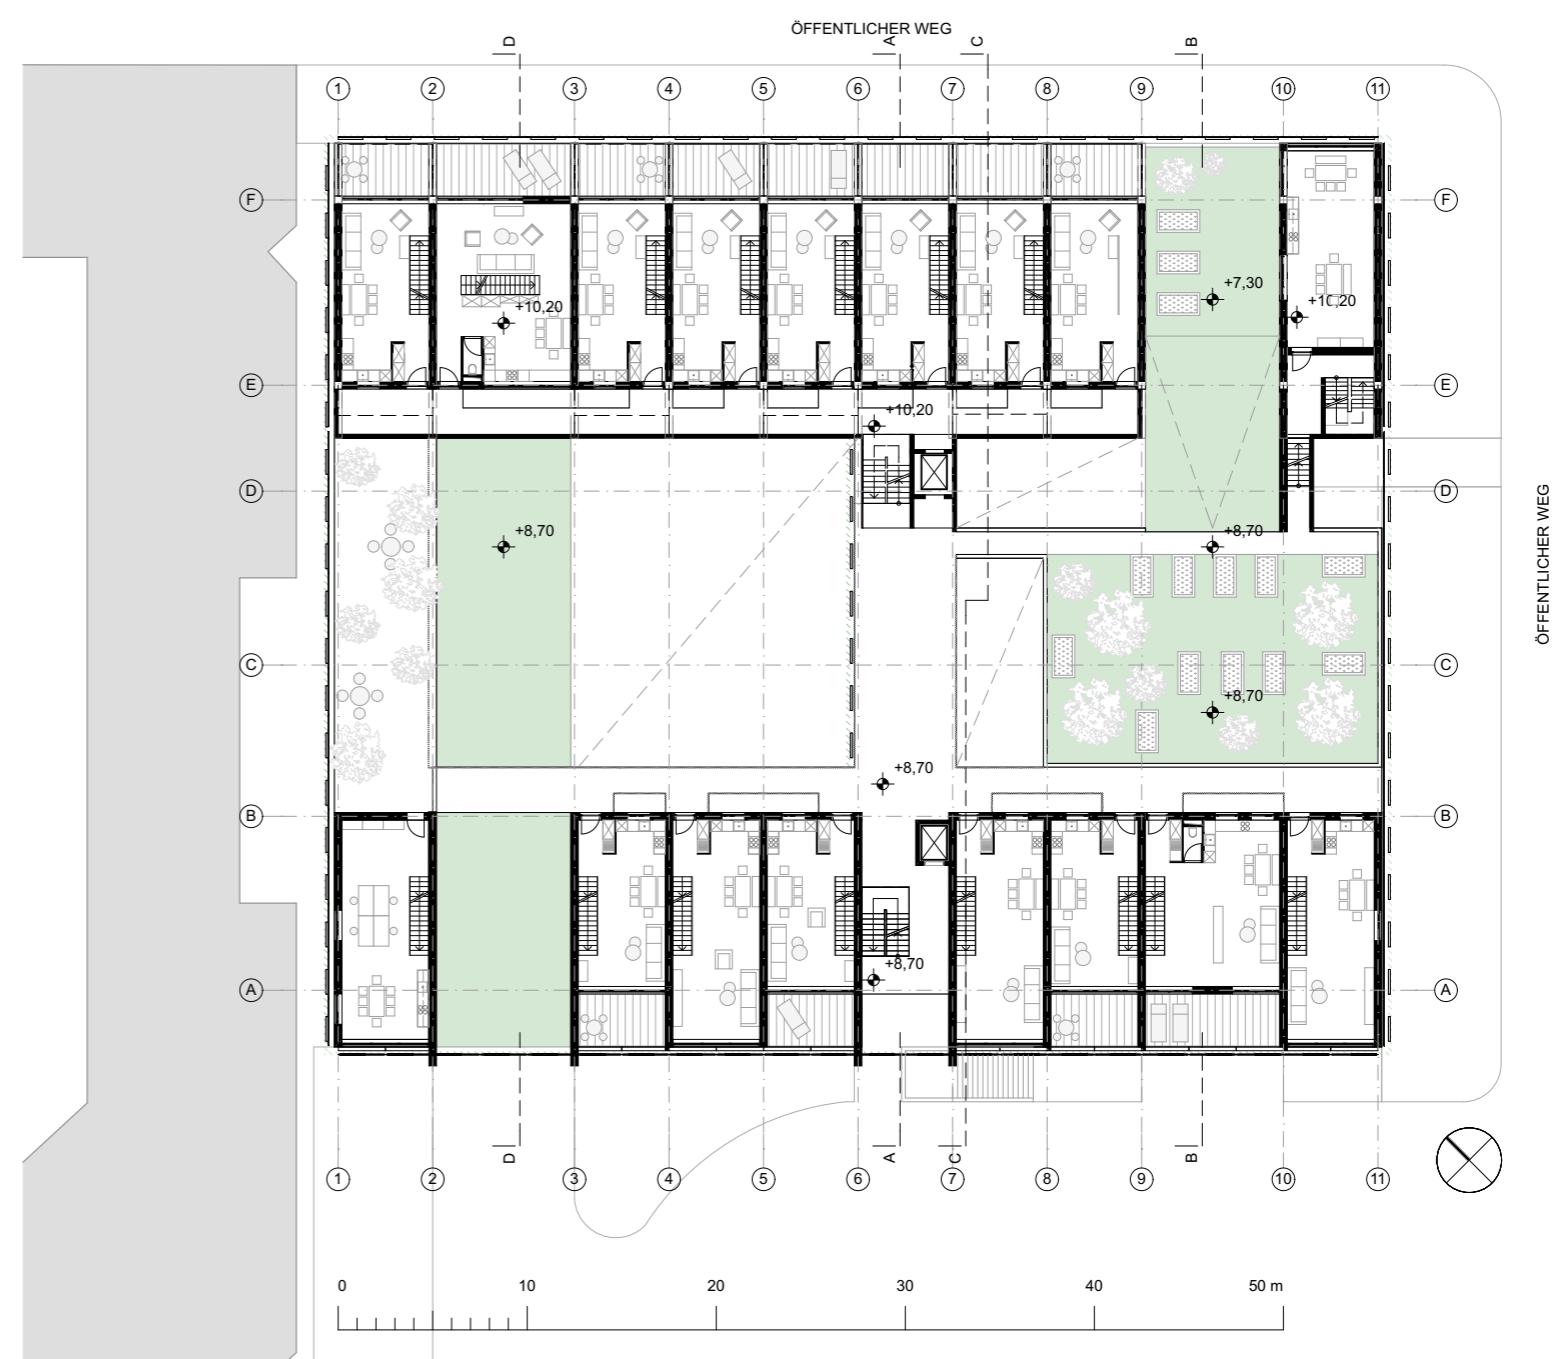 ÖFFENTLICHER WEG
D A C B
1 2 3 4 5 6 7 8 9 10 11
F F
+7,30
+10,20 +10,20
E E
+10,20
D D
+8,70 +8,70
ÖFFENTLICHER WEG
C C
+8,70
+8,70
B B
+8,70
A A
D A C B
1 2 3 4 5 6 7 8 9 10 11
0 10 20 30 40 50 m